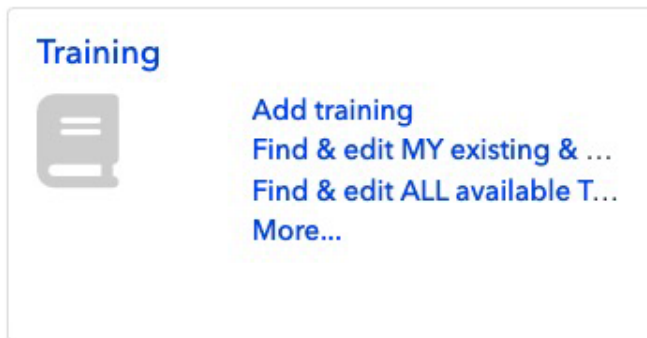 Training
Add training
Find & edit MY existing & ...
Find & edit ALL available T...
More...